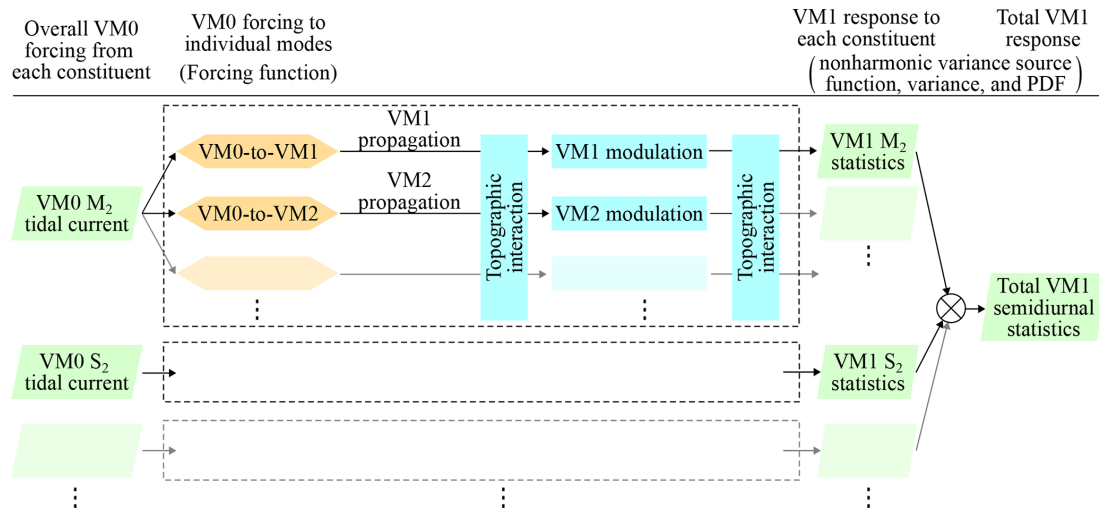 Overall VM0
forcing from
each constituent
VM0 forcing to
individual modes
(Forcing function)
VM1 response to
each constituent
Total VM1
response
(nonharmonic variance source
function, variance, and PDF)
VM0 M₂
tidal current
VM0-to-VM1
VM1
propagation
VM0-to-VM2
VM2
propagation
Topographic
interaction
VM1 modulation
VM2 modulation
Topographic
interaction
VM1 M₂
statistics
Total VM1
semidiurnal
statistics
VM0 S₂
tidal current
VM1 S₂
statistics